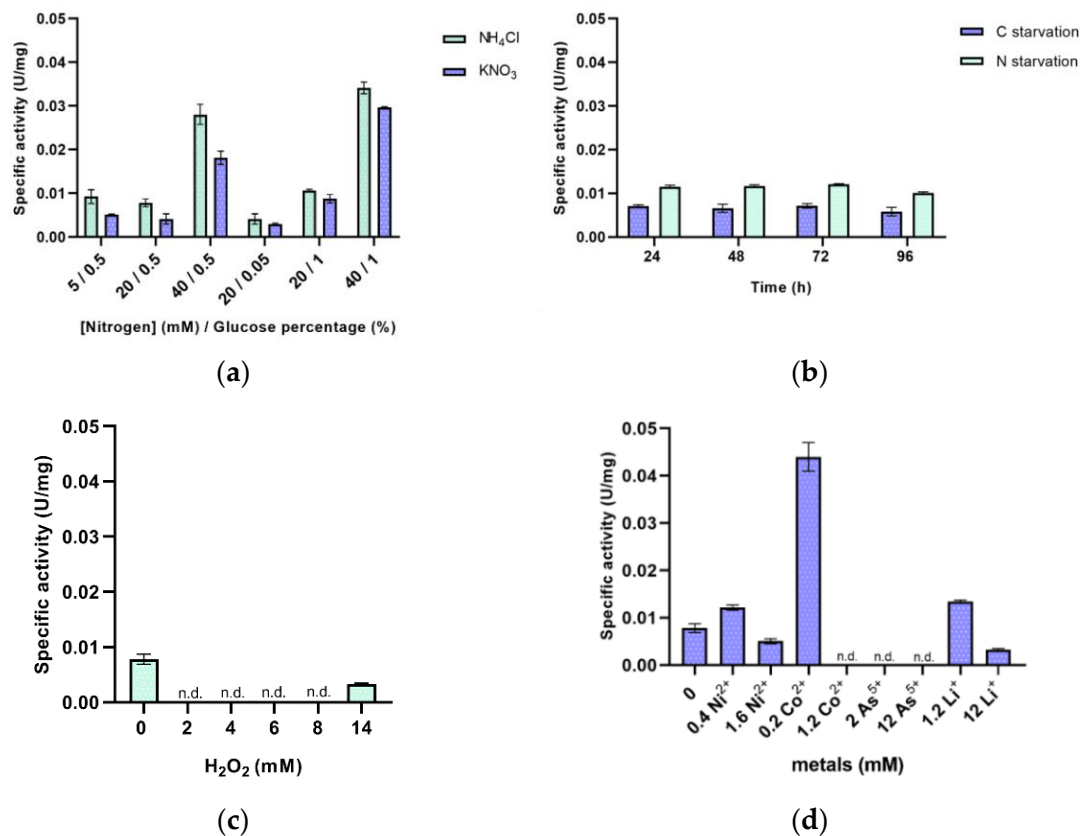 0.05
0.04
0.03
0.02
0.01
0.00
Specific activity (U/mg)
NH₄Cl
KNO₃
5 / 0.5
20 / 0.5
40 / 0.5
20 / 0.05
20 / 1
40 / 1
[Nitrogen] (mM) / Glucose percentage (%)
(a)
0.05
0.04
0.03
0.02
0.01
0.00
Specific activity (U/mg)
C starvation
N starvation
24 48 72 96
Time (h)
(b)
0.05
0.04
0.03
0.02
0.01
0.00
Specific activity (U/mg)
n.d. n.d. n.d. n.d.
0 2 4 6 8 14
H₂O₂ (mM)
(c)
0.05
0.04
0.03
0.02
0.01
0.00
Specific activity (U/mg)
n.d. n.d. n.d.
0
0.4 Ni²⁺
1.6 Ni²⁺
0.2 Co²⁺
1.2 Co²⁺
2 As⁵⁺
12 As⁵⁺
1.2 Li⁺
12 Li⁺
metals (mM)
(d)